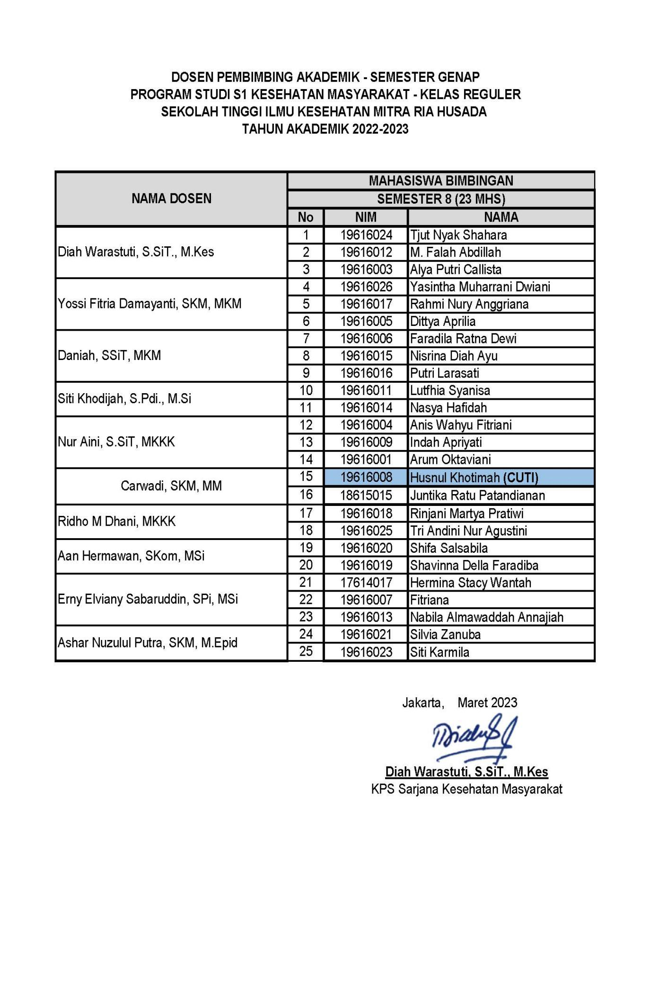 DOSEN PEMBIMBING AKADEMIK - SEMESTER GENAP
PROGRAM STUDI S1 KESEHATAN MASYARAKAT - KELAS REGULER
SEKOLAH TINGGI ILMU KESEHATAN MITRA RIA HUSADA
TAHUN AKADEMIK 2022-2023
NAMA DOSEN
MAHASISWA BIMBINGAN
SEMESTER 8 (23 MHS)
No NIM NAMA
Diah Warastuti, S.SiT., M.Kes
1 19616024 Tjut Nyak Shahara
2 19616012 M. Falah Abdillah
3 19616003 Alya Putri Callista
Yossi Fitria Damayanti, SKM, MKM
4 19616026 Yasintha Muharrani Dwiani
5 19616017 Rahmi Nury Anggriana
6 19616005 Dittya Aprilia
Daniah, SSiT, MKM
7 19616006 Faradila Ratna Dewi
8 19616015 Nisrina Diah Ayu
9 19616016 Putri Larasati
Siti Khodijah, S.Pdi., M.Si
10 19616011 Lutfhia Syanisa
11 19616014 Nasya Hafidah
Nur Aini, S.SiT, MKKK
12 19616004 Anis Wahyu Fitriani
13 19616009 Indah Apriyati
14 19616001 Arum Oktaviani
Carwadi, SKM, MM
15 19616008 Husnul Khotimah (CUTI)
16 18615015 Juntika Ratu Patandianan
Ridho M Dhani, MKKK
17 19616018 Rinjani Martya Pratiwi
18 19616025 Tri Andini Nur Agustini
Aan Hermawan, SKom, MSi
19 19616020 Shifa Salsabila
20 19616019 Shavinna Della Faradiba
Erny Elviany Sabaruddin, SPi, MSi
21 17614017 Hermina Stacy Wantah
22 19616007 Fitriana
23 19616013 Nabila Almawaddah Annajiah
Ashar Nuzulul Putra, SKM, M.Epid
24 19616021 Silvia Zanuba
25 19616023 Siti Karmila
Jakarta, Maret 2023
Diah Warastuti, S.SiT., M.Kes
KPS Sarjana Kesehatan Masyarakat